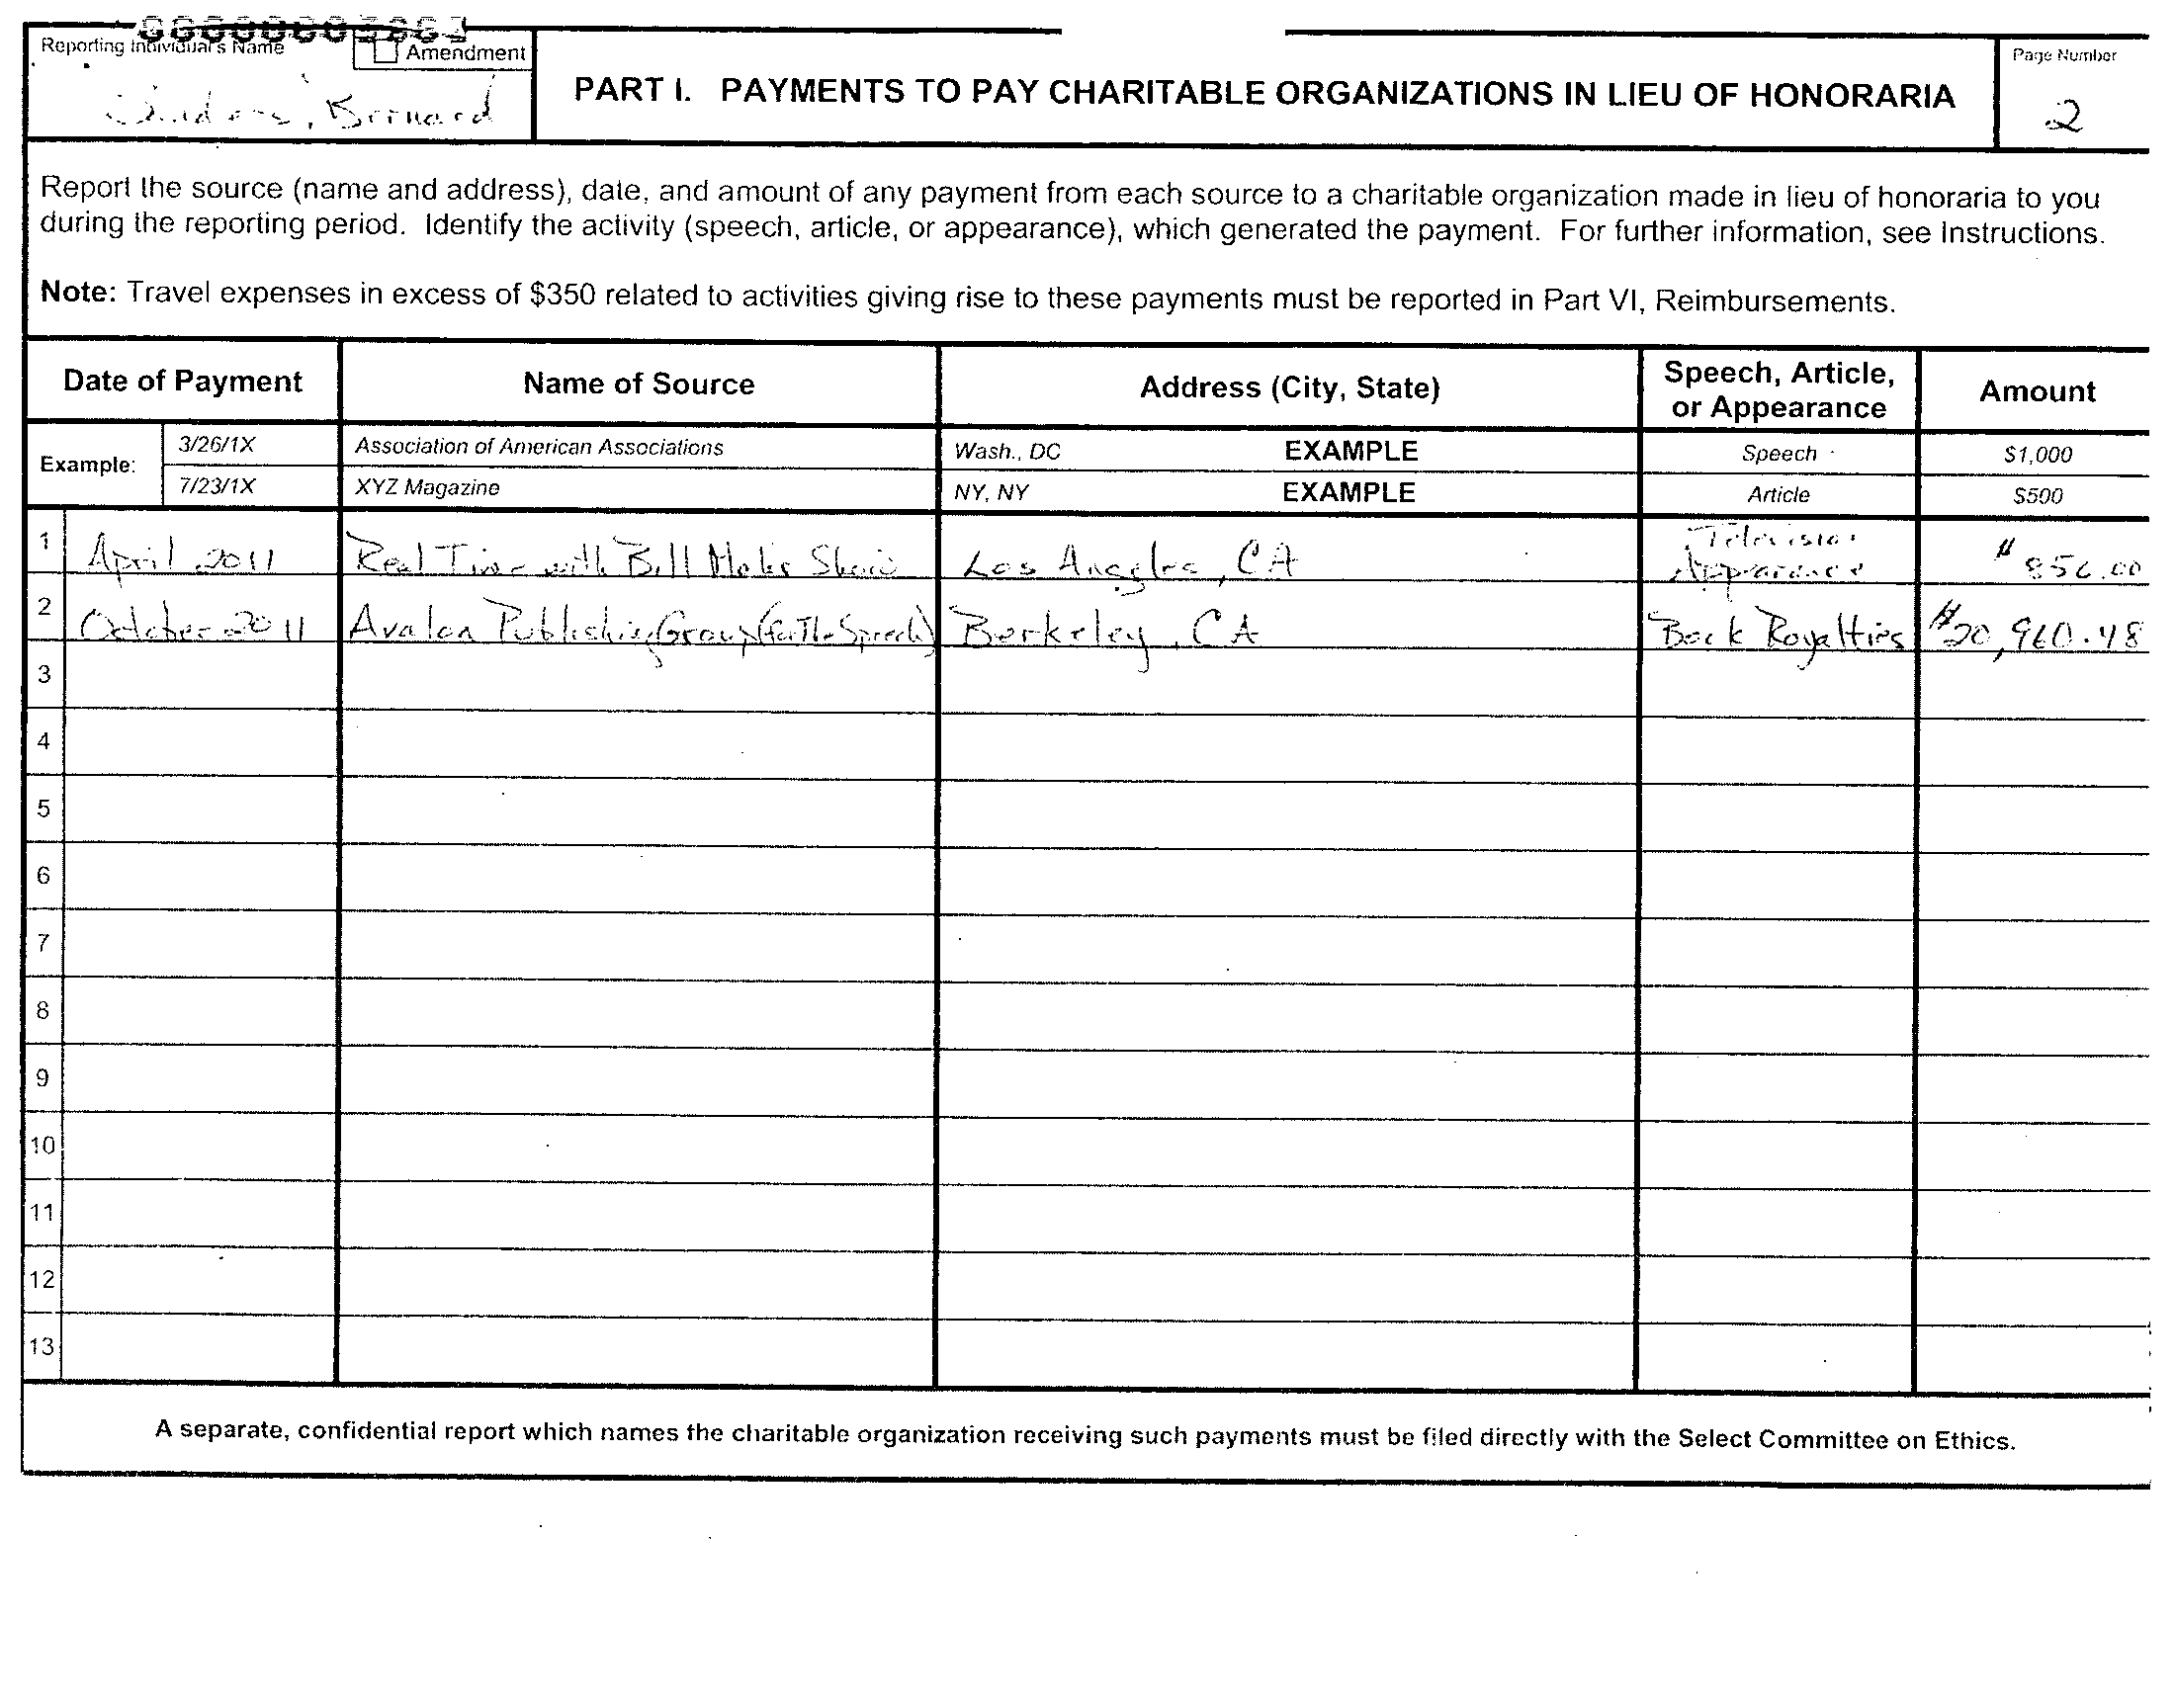 Reporting Individual's Name
Amendment
Sanders, Bernard
PART I. PAYMENTS TO PAY CHARITABLE ORGANIZATIONS IN LIEU OF HONORARIA
Page Number
2
Report the source (name and address), date, and amount of any payment from each source to a charitable organization made in lieu of honoraria to you
during the reporting period. Identify the activity (speech, article, or appearance), which generated the payment. For further information, see Instructions.
Note: Travel expenses in excess of $350 related to activities giving rise to these payments must be reported in Part VI, Reimbursements.
Date of Payment Name of Source Address (City, State) Speech, Article, or Appearance Amount
Example: 3/26/1X Association of American Associations Wash., DC EXAMPLE Speech $1,000
7/23/1X XYZ Magazine NY, NY EXAMPLE Article $500
1 April 2011 Real Time with Bill Maher Show Los Angeles, CA Television Appearance $
2 October 2011 Avalon Publishing Group (for The Speech) Berkeley, CA Book Royalties $20,960.48
3
4
5
6
7
8
9
10
11
12
13
A separate, confidential report which names the charitable organization receiving such payments must be filed directly with the Select Committee on Ethics.